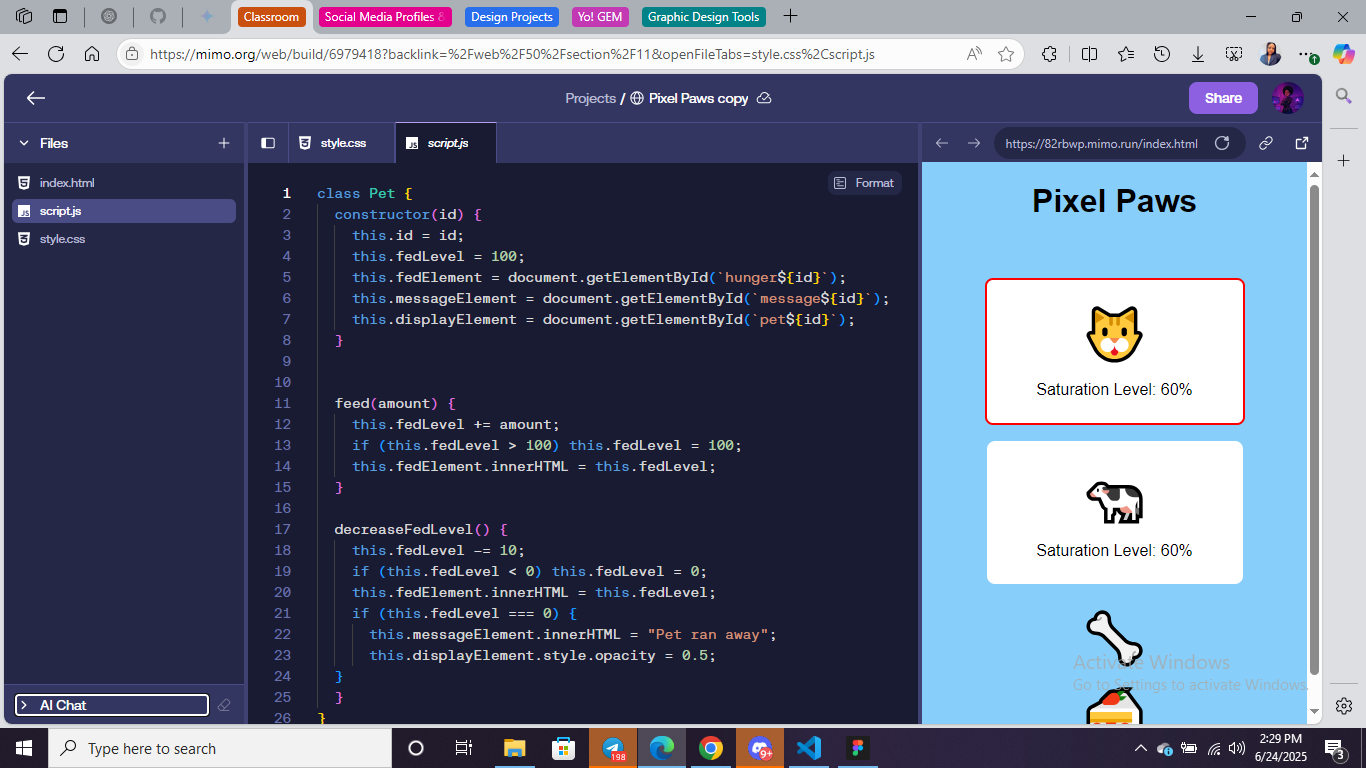 Classroom
Social Media Profiles &
Design Projects
Yo! GEM
Graphic Design Tools
https://mimo.org/web/build/6979418?backlink=%2Fweb%2F50%2Fsection%2F11&openFileTabs=style.css%2Cscript.js
Projects / Pixel Paws copy
Share
Files
style.css
script.js
https://82rbwp.mimo.run/index.html
index.html
script.js
style.css
Format
1 class Pet {
2 constructor(id) {
3 this.id = id;
4 this.fedLevel = 100;
5 this.fedElement = document.getElementById(`hunger${id}`);
6 this.messageElement = document.getElementById(`message${id}`);
7 this.displayElement = document.getElementById(`pet${id}`);
8 }
9
10
11 feed(amount) {
12 this.fedLevel += amount;
13 if (this.fedLevel > 100) this.fedLevel = 100;
14 this.fedElement.innerHTML = this.fedLevel;
15 }
16
17 decreaseFedLevel() {
18 this.fedLevel -= 10;
19 if (this.fedLevel < 0) this.fedLevel = 0;
20 this.fedElement.innerHTML = this.fedLevel;
21 if (this.fedLevel === 0) {
22 this.messageElement.innerHTML = "Pet ran away";
23 this.displayElement.style.opacity = 0.5;
24 }
25 }
26 }
Pixel Paws
Saturation Level: 60%
Saturation Level: 60%
Activate Windows
Go to Settings to activate Windows.
AI Chat
Type here to search
198
9+
2:29 PM
6/24/2025
3